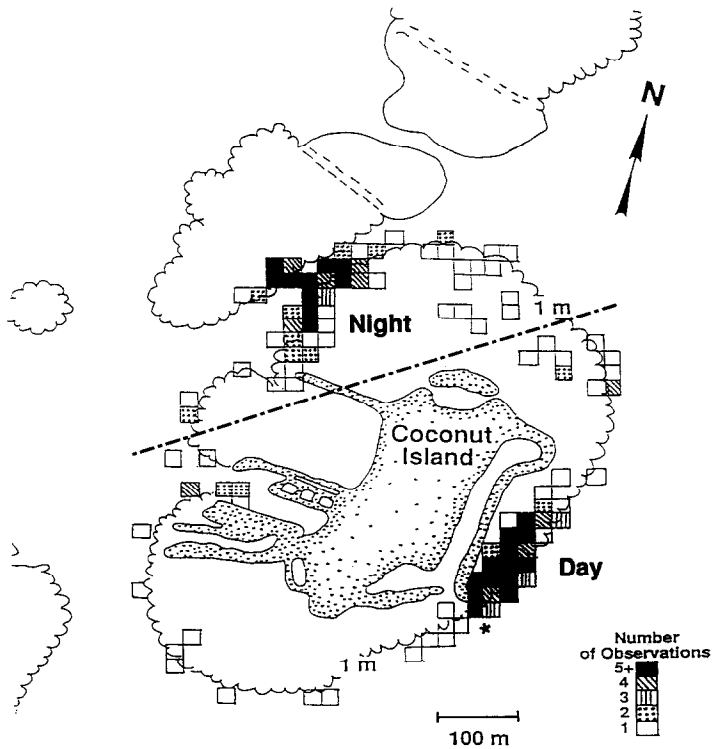 N
1 m
Night
Coconut
Island
Day
*
1 m
Number
of Observations
5+
4
3
2
1
100 m